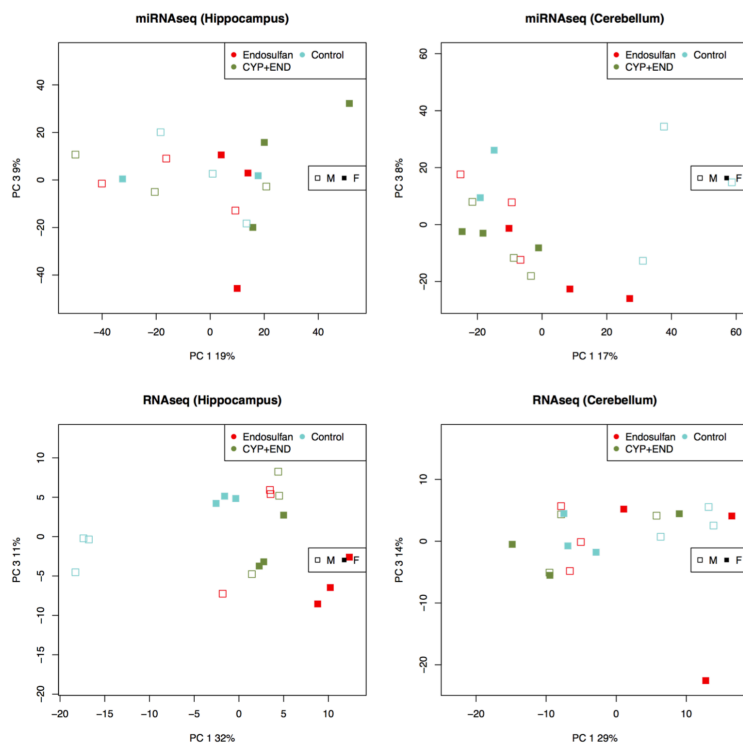 miRNAseq (Hippocampus)
PC 3 9%
40
20
0
−20
−40
Endosulfan Control
CYP+END
M F
−40 −20 0 20 40
PC 1 19%
miRNAseq (Cerebellum)
PC 3 8%
60
40
20
0
−20
Endosulfan Control
CYP+END
M F
−20 0 20 40 60
PC 1 17%
RNAseq (Hippocampus)
PC 3 11%
10
5
0
−5
−10
−15
−20
Endosulfan Control
CYP+END
M F
−20 −15 −10 −5 0 5 10
PC 1 32%
RNAseq (Cerebellum)
PC 3 14%
10
0
−10
−20
Endosulfan Control
CYP+END
M F
−20 −10 0 10
PC 1 29%